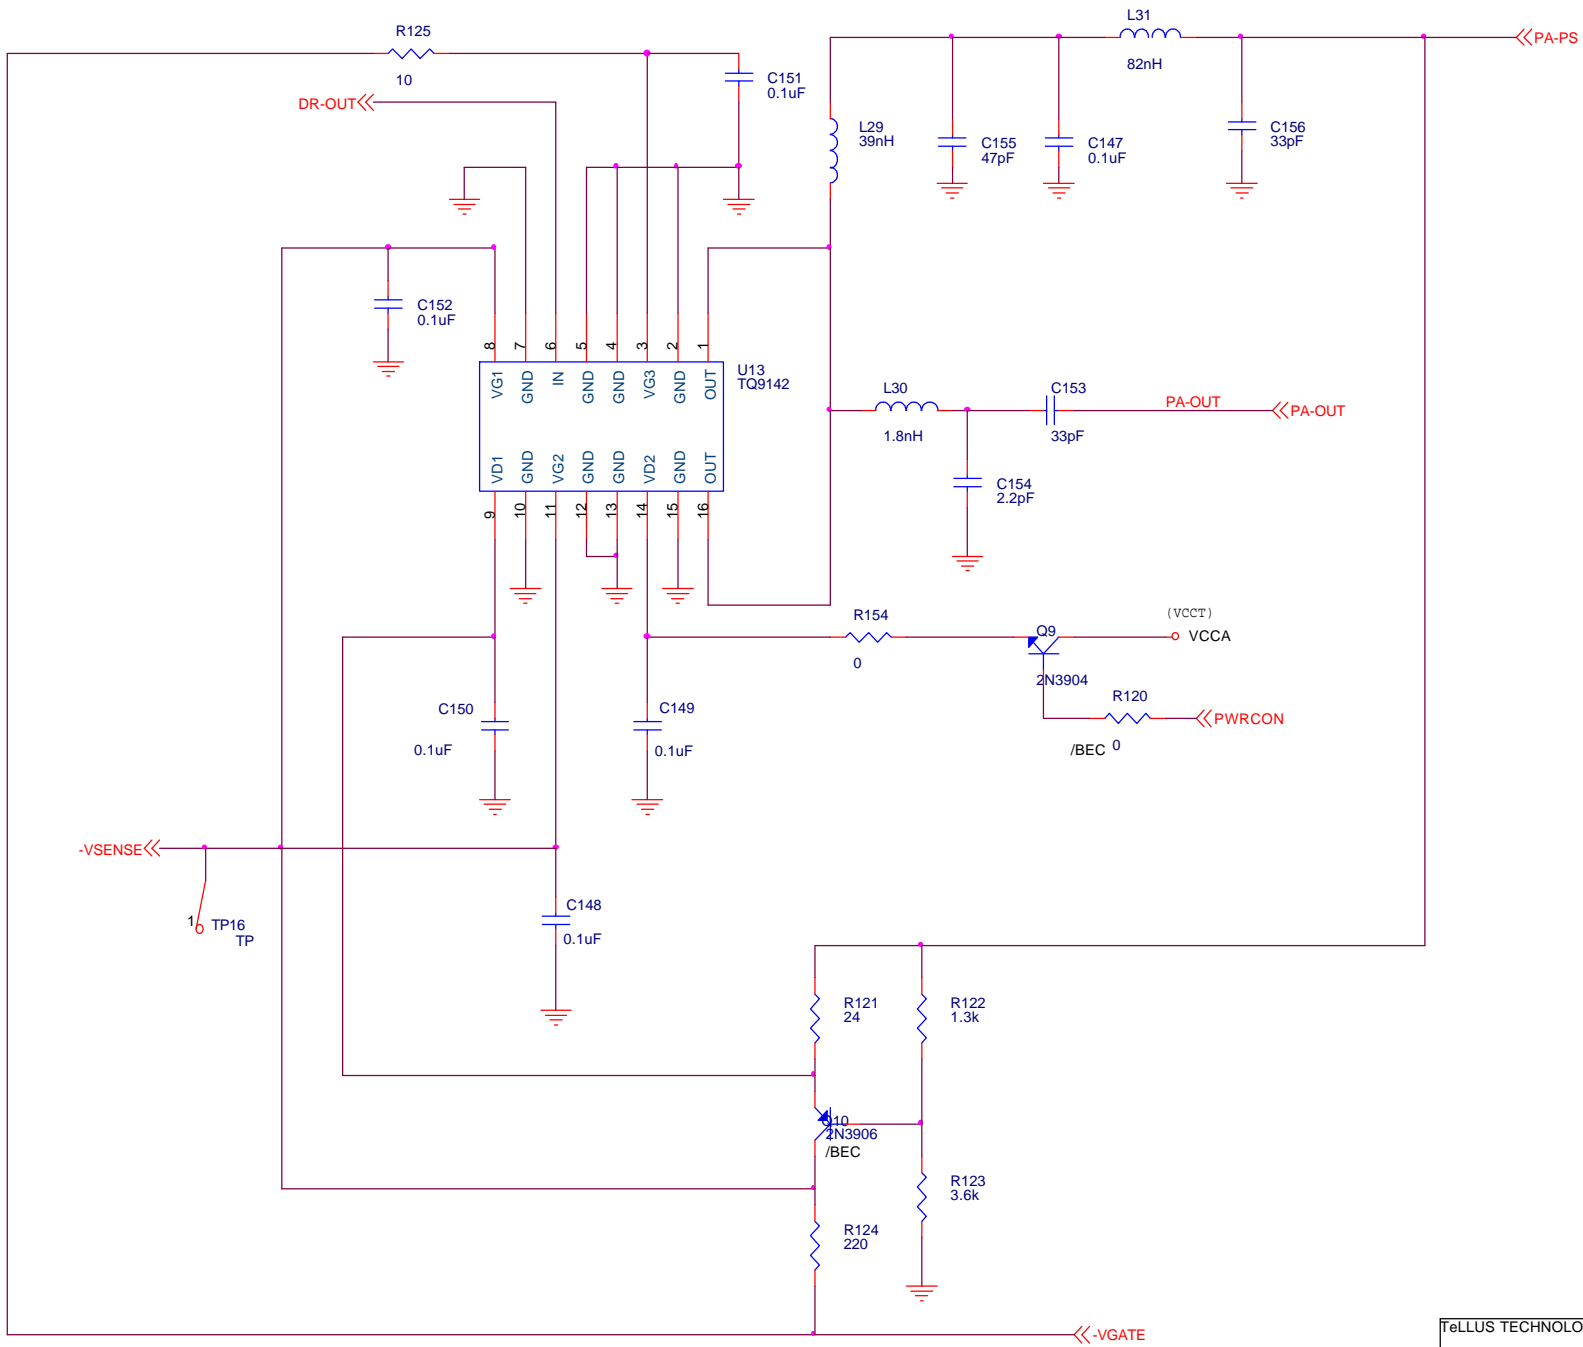 R125
10
DR-OUT
C151
0.1uF
L31
82nH
PA-PS
L29
39nH
C155
47pF
C147
0.1uF
C156
33pF
C152
0.1uF
8
7
6
5
4
3
2
1
VG1
GND
IN
GND
GND
VG3
GND
OUT
U13
TQ9142
VD1
GND
VG2
GND
GND
VD2
GND
OUT
9
10
11
12
13
14
15
16
L30
1.8nH
C153
33pF
PA-OUT
PA-OUT
C154
2.2pF
R154
0
Q9
2N3904
(VCCT)
VCCA
R120
0
/BEC
PWRCON
C150
0.1uF
C149
0.1uF
-VSENSE
1
TP16
TP
C148
0.1uF
R121
24
R122
1.3k
Q10
2N3906
/BEC
R123
3.6k
R124
220
-VGATE
TeLLUS TECHNOLO